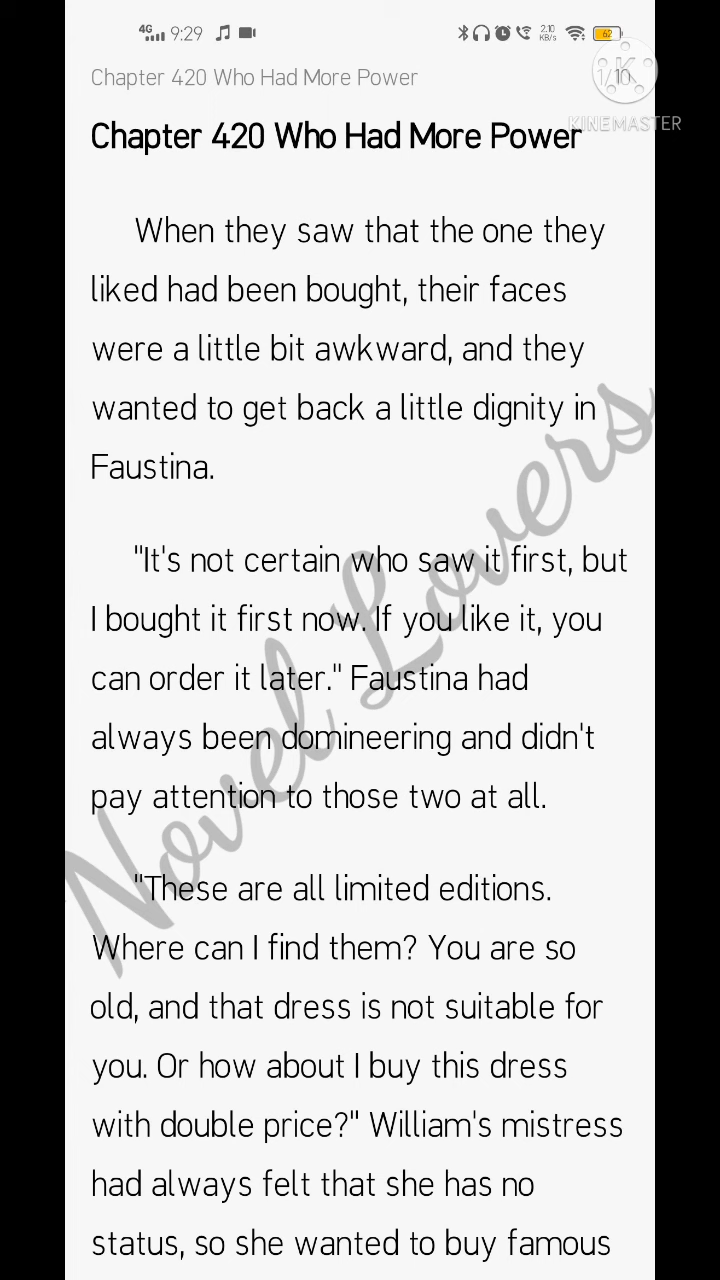 4G 9:29 2.10 KB/s 62
Chapter 420 Who Had More Power 1/10
K
KINEMASTER
Chapter 420 Who Had More Power
When they saw that the one they
liked had been bought, their faces
were a little bit awkward, and they
wanted to get back a little dignity in
Faustina.
"It's not certain who saw it first, but
I bought it first now. If you like it, you
can order it later." Faustina had
always been domineering and didn't
pay attention to those two at all.
"These are all limited editions.
Where can I find them? You are so
old, and that dress is not suitable for
you. Or how about I buy this dress
with double price?" William's mistress
had always felt that she has no
status, so she wanted to buy famous
Novel Lovers